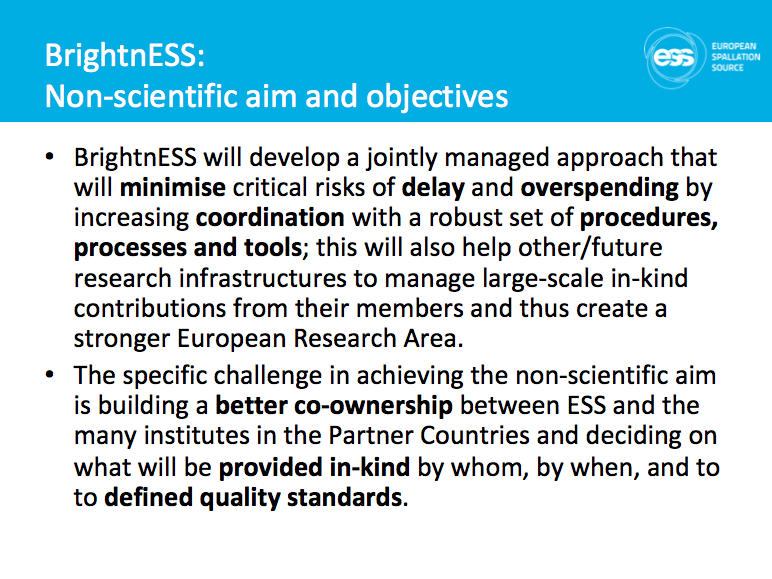 BrightnESS:
Non-scientific aim and objectives
ess
EUROPEAN
SPALLATION
SOURCE
• BrightnESS will develop a jointly managed approach that
will minimise critical risks of delay and overspending by
increasing coordination with a robust set of procedures,
processes and tools; this will also help other/future
research infrastructures to manage large-scale in-kind
contributions from their members and thus create a
stronger European Research Area.
• The specific challenge in achieving the non-scientific aim
is building a better co-ownership between ESS and the
many institutes in the Partner Countries and deciding on
what will be provided in-kind by whom, by when, and to
to defined quality standards.